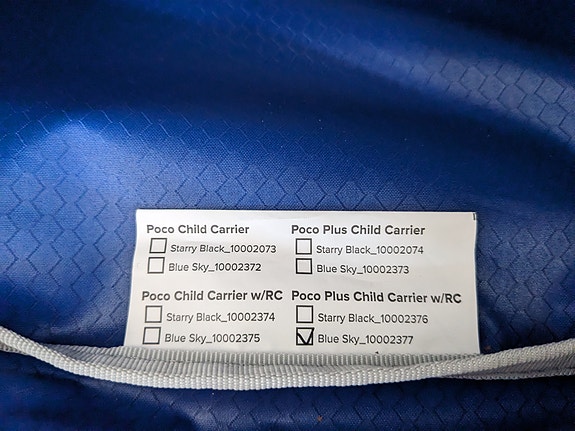 Poco Child Carrier
Starry Black_10002073
Blue Sky_10002372
Poco Plus Child Carrier
Starry Black_10002074
Blue Sky_10002373
Poco Child Carrier w/RC
Starry Black_10002374
Blue Sky_10002375
Poco Plus Child Carrier w/RC
Starry Black_10002376
Blue Sky_10002377